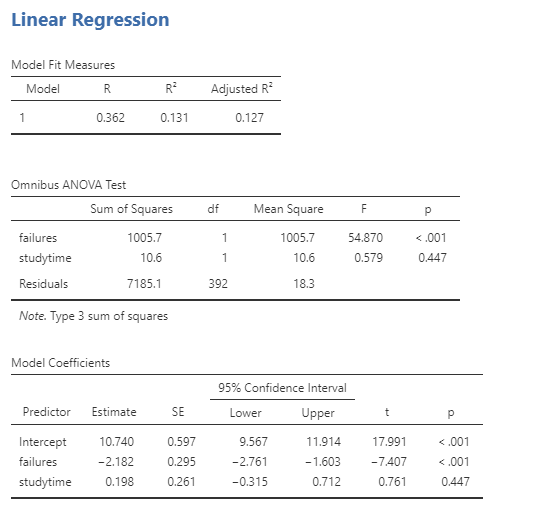 Linear Regression
Model Fit Measures
Model R R² Adjusted R²
1 0.362 0.131 0.127
Omnibus ANOVA Test
Sum of Squares df Mean Square F p
failures 1005.7 1 1005.7 54.870 < .001
studytime 10.6 1 10.6 0.579 0.447
Residuals 7185.1 392 18.3
Note. Type 3 sum of squares
Model Coefficients
95% Confidence Interval
Predictor Estimate SE Lower Upper t p
Intercept 10.740 0.597 9.567 11.914 17.991 < .001
failures −2.182 0.295 −2.761 −1.603 −7.407 < .001
studytime 0.198 0.261 −0.315 0.712 0.761 0.447